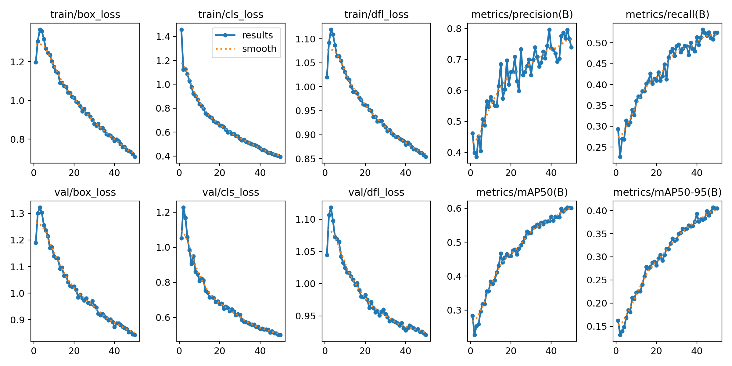 train/box_loss
train/cls_loss
train/dfl_loss
metrics/precision(B)
metrics/recall(B)
1.2
1.0
0.8
0 20 40
1.4
1.2
1.0
0.8
0.6
0.4
0 20 40
results
smooth
1.10
1.05
1.00
0.95
0.90
0.85
0 20 40
0.8
0.7
0.6
0.5
0.4
0 20 40
0.50
0.45
0.40
0.35
0.30
0.25
0 20 40
val/box_loss
val/cls_loss
val/dfl_loss
metrics/mAP50(B)
metrics/mAP50-95(B)
1.3
1.2
1.1
1.0
0.9
0 20 40
1.2
1.0
0.8
0.6
0 20 40
1.10
1.05
1.00
0.95
0 20 40
0.6
0.5
0.4
0.3
0 20 40
0.40
0.35
0.30
0.25
0.20
0.15
0 20 40